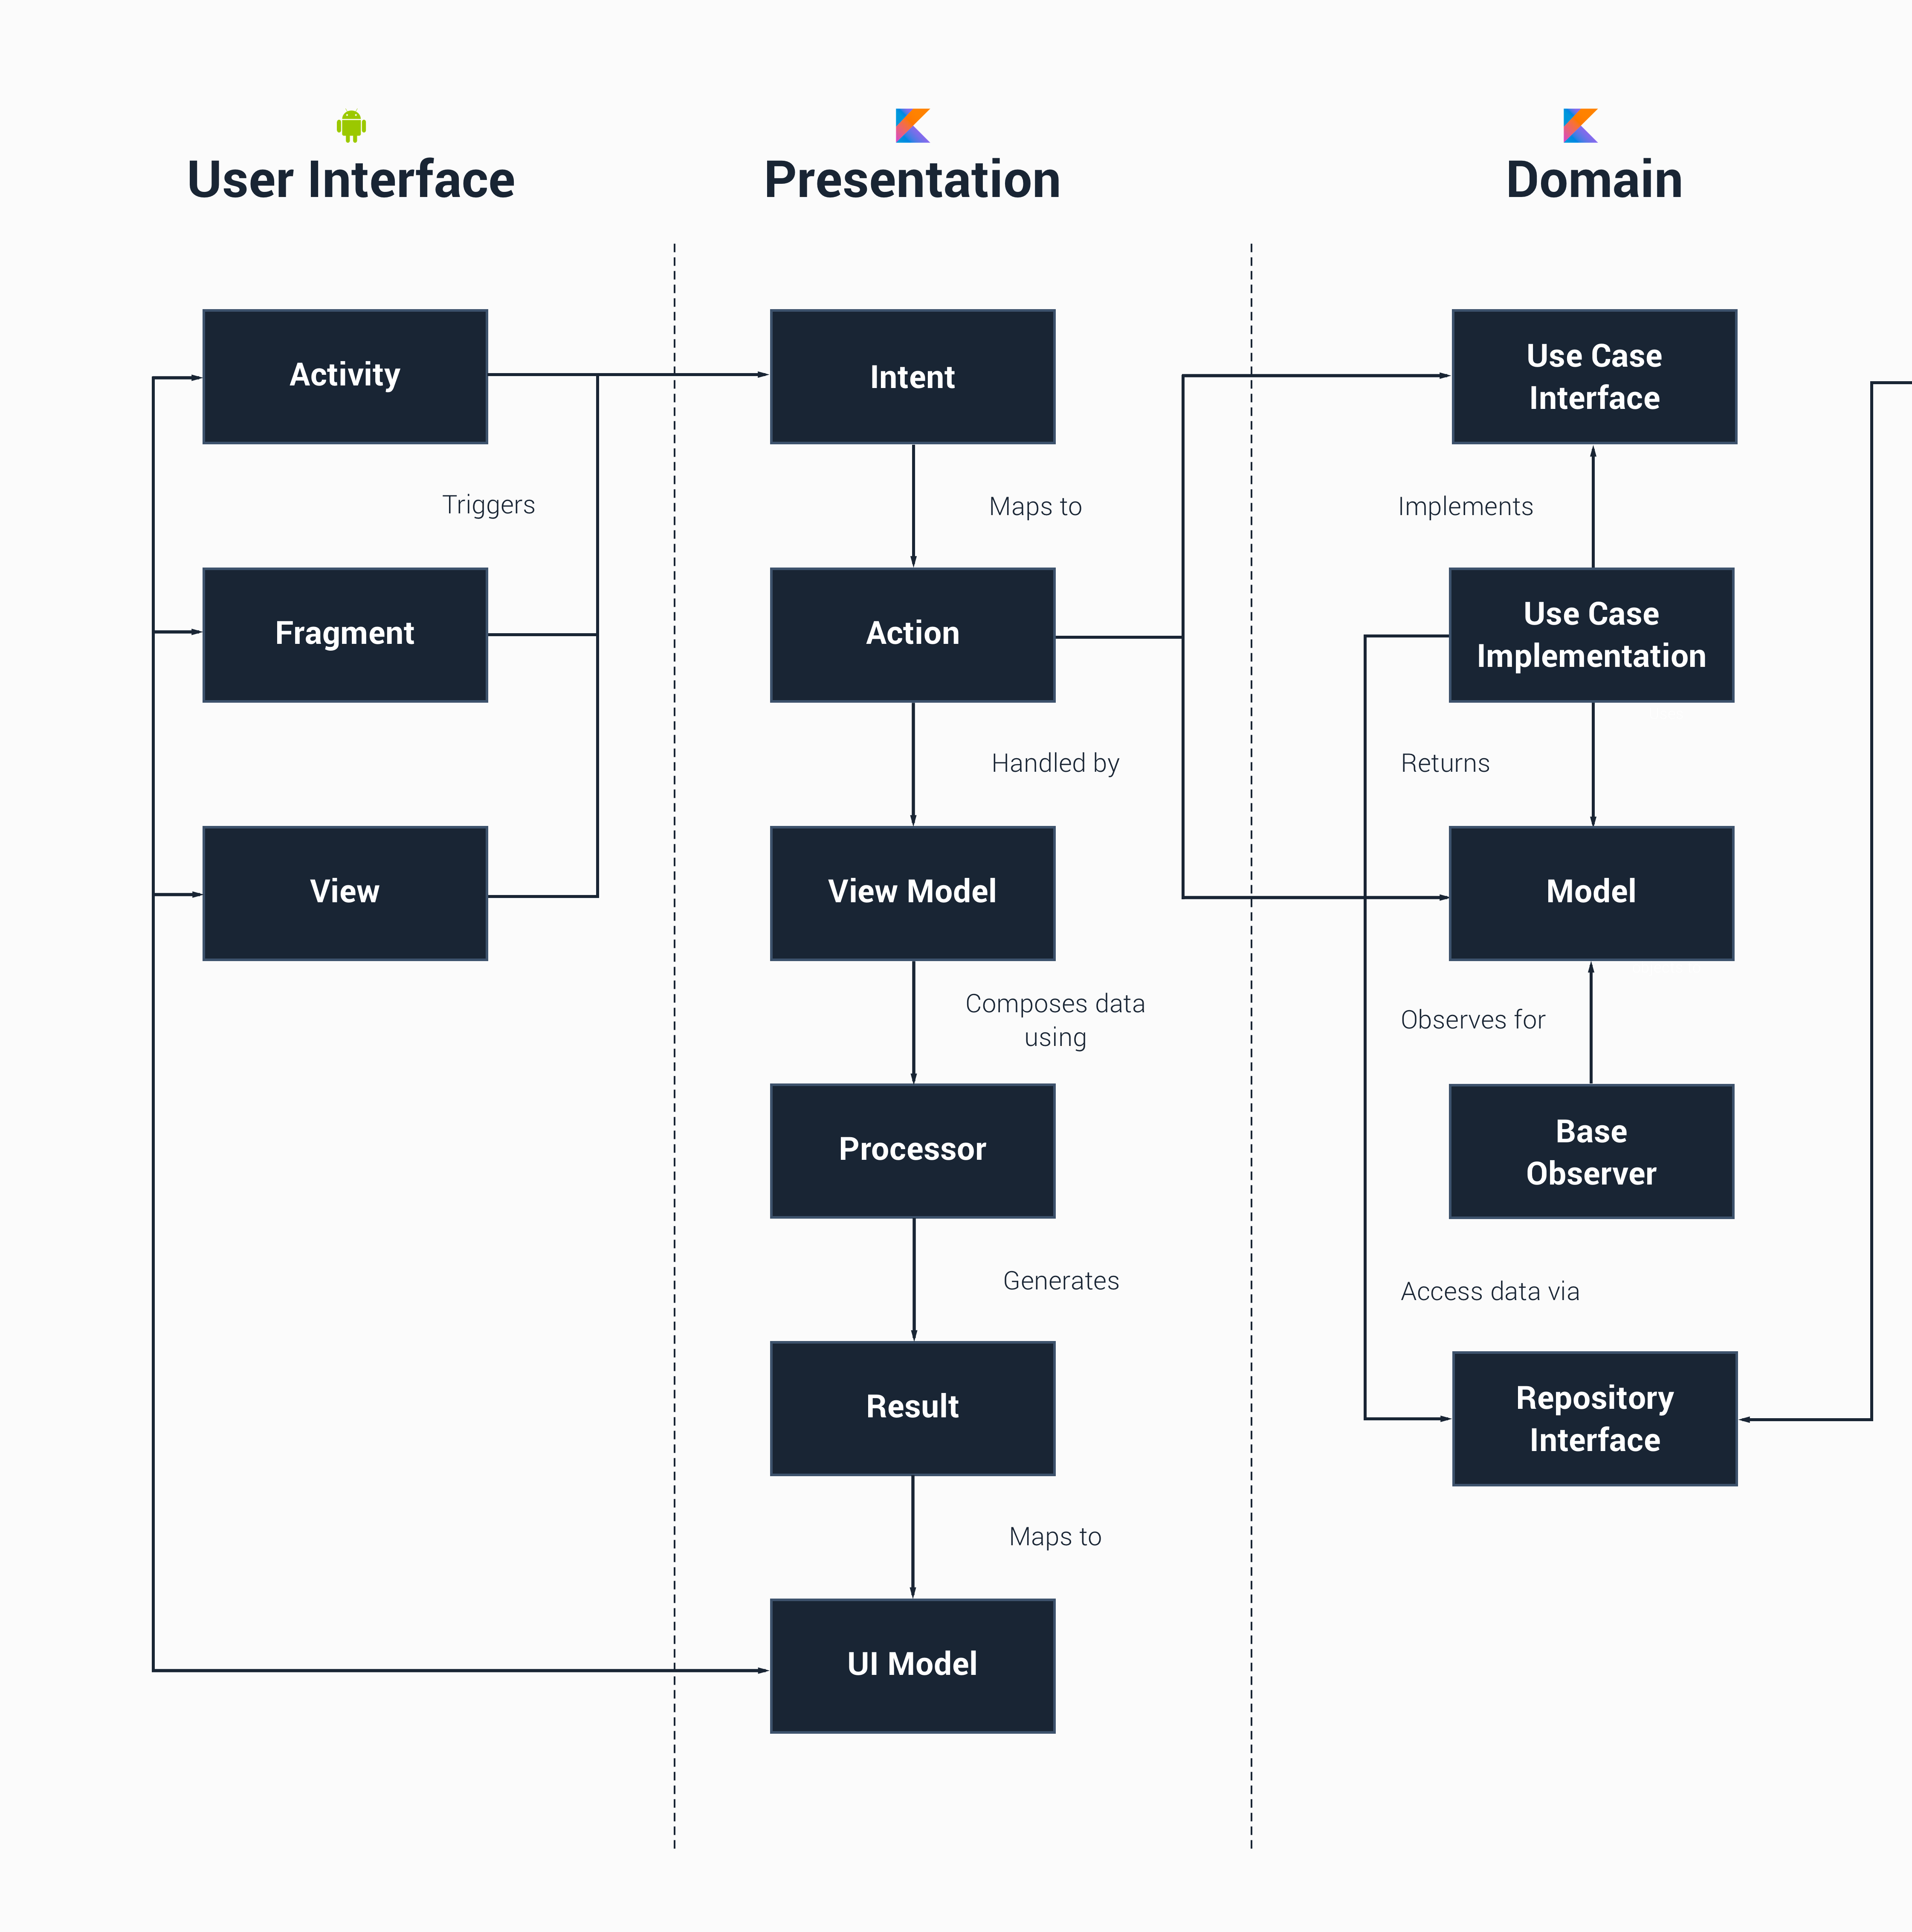 User Interface
Presentation
Domain
Activity
Triggers
Fragment
View
Intent
Maps to
Action
Handled by
View Model
Composes data
using
Processor
Generates
Result
Maps to
UI Model
Use Case
Interface
Implements
Use Case
Implementation
Returns
Model
Observes for
Base
Observer
Access data via
Repository
Interface